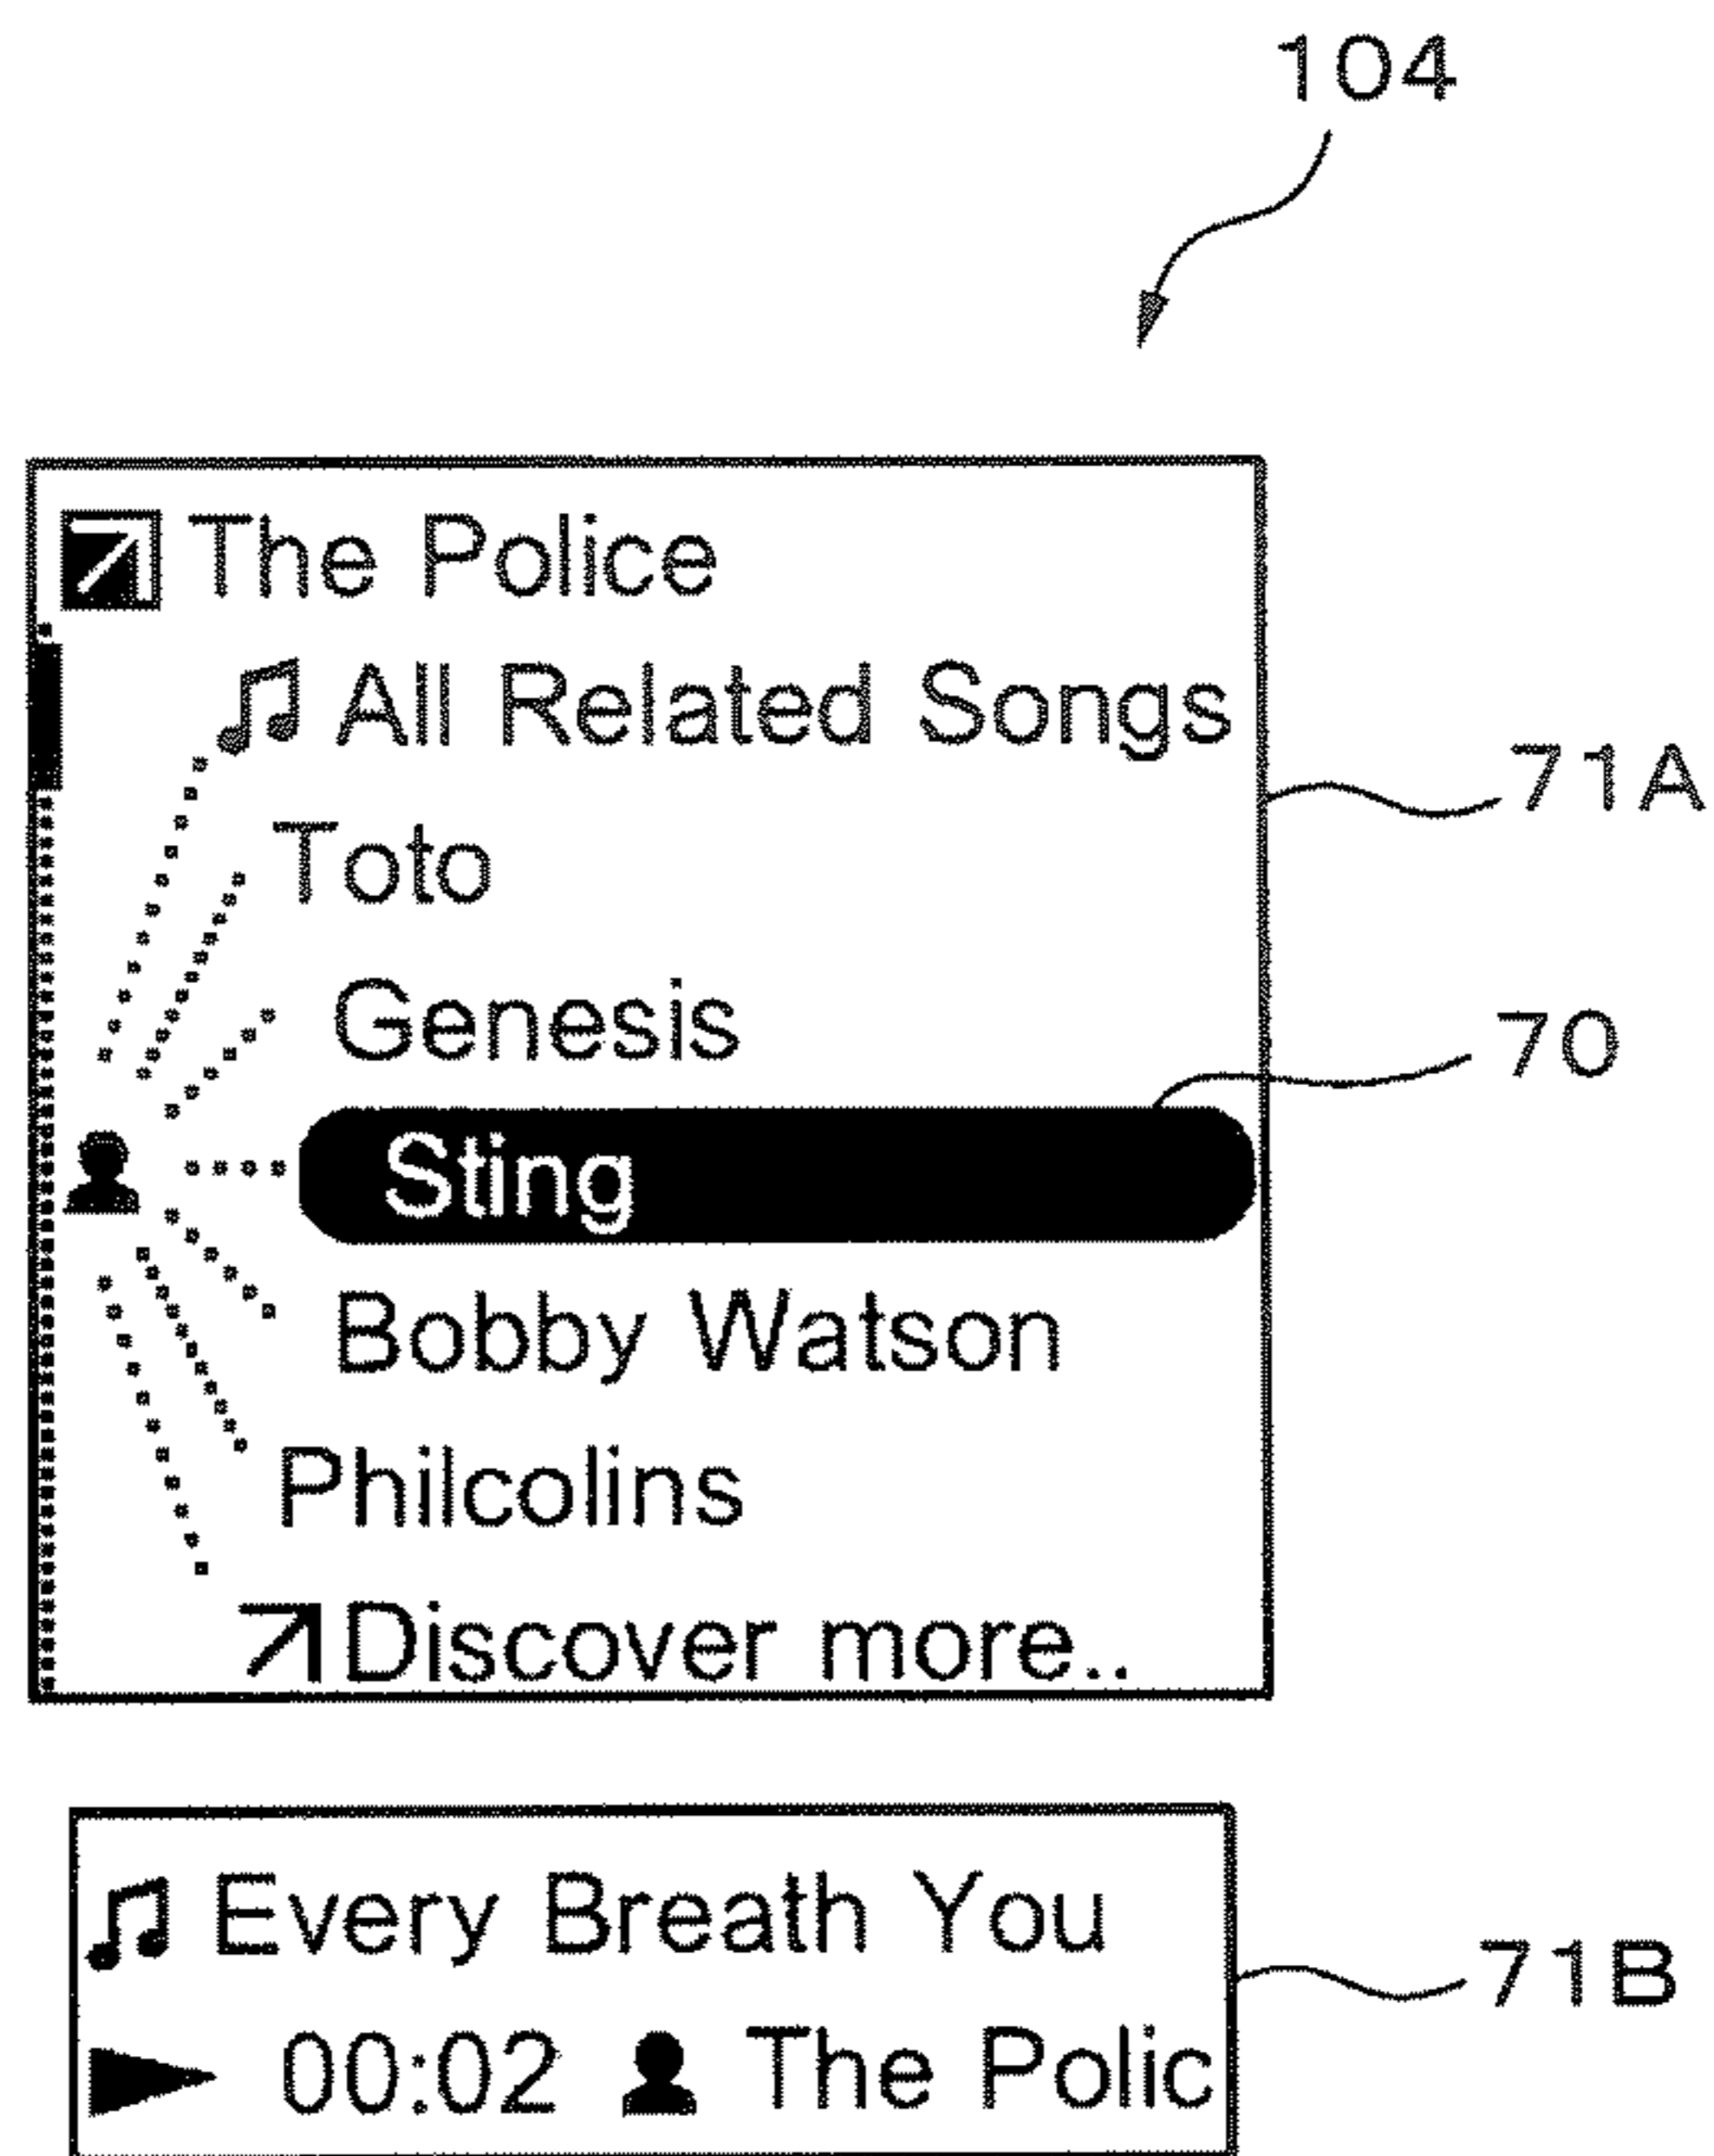 104
The Police
All Related Songs
71A
Toto
Genesis
70
Sting
Bobby Watson
Philcolins
Discover more..
Every Breath You
71B
00:02 The Polic